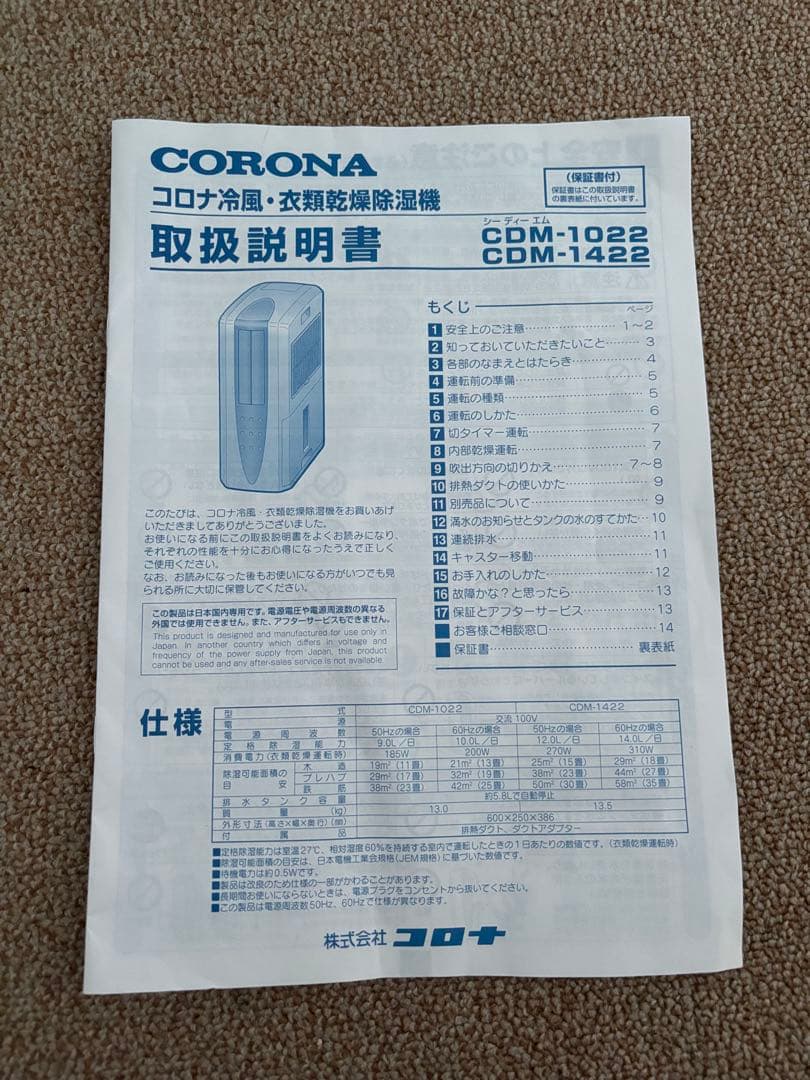 CORONA
コロナ冷風・衣類乾燥除湿機
取扱説明書
(保証書付)
保証書はこの取扱説明書
の裏表紙に付いています。
シー ディー エム
CDM-1022
CDM-1422
もくじ ページ
1 安全上のご注意 1~2
2 知っておいていただきたいこと 3
3 各部のなまえとはたらき 4
4 運転前の準備 5
5 運転の種類 5
6 運転のしかた 6
7 切タイマー運転 7
8 内部乾燥運転 7
9 吹出方向の切りかえ 7~8
10 排熱ダクトの使いかた 9
11 別売品について 9
12 満水のお知らせとタンクの水のすてかた 10
13 連続排水 11
14 キャスター移動 11
15 お手入れのしかた 12
16 故障かな?と思ったら 13
17 保証とアフターサービス 13
お客様ご相談窓口 14
保証書 裏表紙
このたびは、コロナ冷風・衣類乾燥除湿機をお買いあげ
いただきましてありがとうございました。
お使いになる前にこの取扱説明書をよくお読みになり、
それぞれの性能を十分にお心得になったうえで正しく
ご使用ください。
なお、お読みになった後もお使いになる方がいつでも見
られる所に大切に保管してください。
この製品は日本国内専用です。電源電圧や電源周波数の異なる
外国では使用できません。また、アフターサービスもできません。
This product is designed and manufactured for use only in
Japan. In another country which differs in voltage and
frequency of the power supply from Japan, this product
cannot be used and any after-sales service is not available.
仕様
型式 CDM-1022 CDM-1422
電源 交流 100V
電源周波数 50Hzの場合 60Hzの場合 50Hzの場合 60Hzの場合
定格除湿能力 9.0L/日 10.0L/日 12.0L/日 14.0L/日
消費電力(衣類乾燥運転時) 185W 200W 270W 310W
除湿可能面積の目安 木造 19m²(11畳) 21m²(13畳) 25m²(15畳) 29m²(18畳)
プレハブ 29m²(17畳) 32m²(19畳) 38m²(23畳) 44m²(27畳)
鉄筋 38m²(23畳) 42m²(25畳) 50m²(30畳) 58m²(35畳)
排水タンク容量 約5.8Lで自動停止
質量(kg) 13.0 13.5
外形寸法(高さ×幅×奥行)(mm) 600×250×386
付属品 排熱ダクト、ダクトアダプター
■定格除湿能力は室温27℃、相対湿度60%を持続する室内で運転したときの1日あたりの数値です。(衣類乾燥運転時)
■除湿可能面積の目安は、日本電機工業会規格(JEM規格)に基づいた数値です。
■待機電力は約0.5Wです。
■製品は改良のため仕様の一部がかわることがあります。
■長期間お使いにならないときは、電源プラグをコンセントから抜いてください。
■この製品は電源周波数50Hz、60Hzで仕様が異なります。
株式会社 コロナ